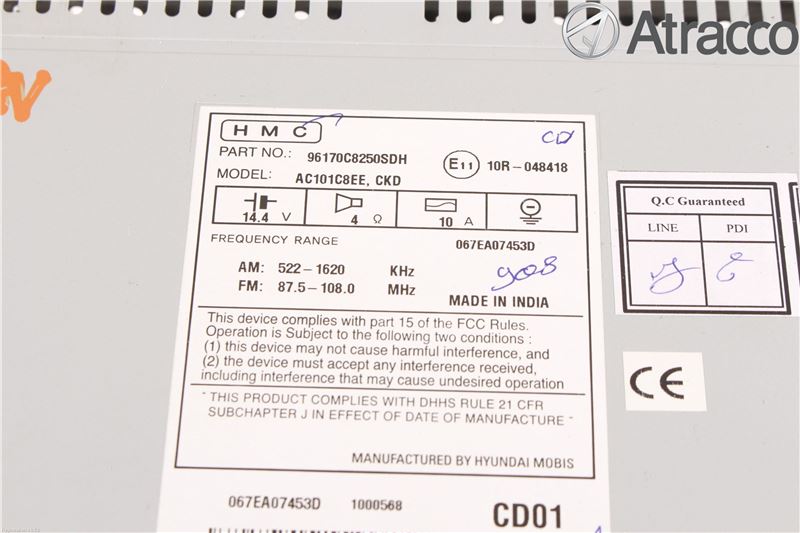 Atracco
HMC
CD
PART NO.: 96170C8250SDH E11 10R-048418
MODEL: AC101C8EE, CKD
14.4 V 4 Ω 10 A
FREQUENCY RANGE 067EA07453D
AM: 522-1620 KHz 908
FM: 87.5-108.0 MHz MADE IN INDIA
This device complies with part 15 of the FCC Rules.
Operation is Subject to the following two conditions :
(1) this device may not cause harmful interference, and
(2) the device must accept any interference received,
including interference that may cause undesired operation
" THIS PRODUCT COMPLIES WITH DHHS RULE 21 CFR
SUBCHAPTER J IN EFFECT OF DATE OF MANUFACTURE "
MANUFACTURED BY HYUNDAI MOBIS
067EA07453D 1000568 CD01
Q.C Guaranteed
LINE PDI
CE